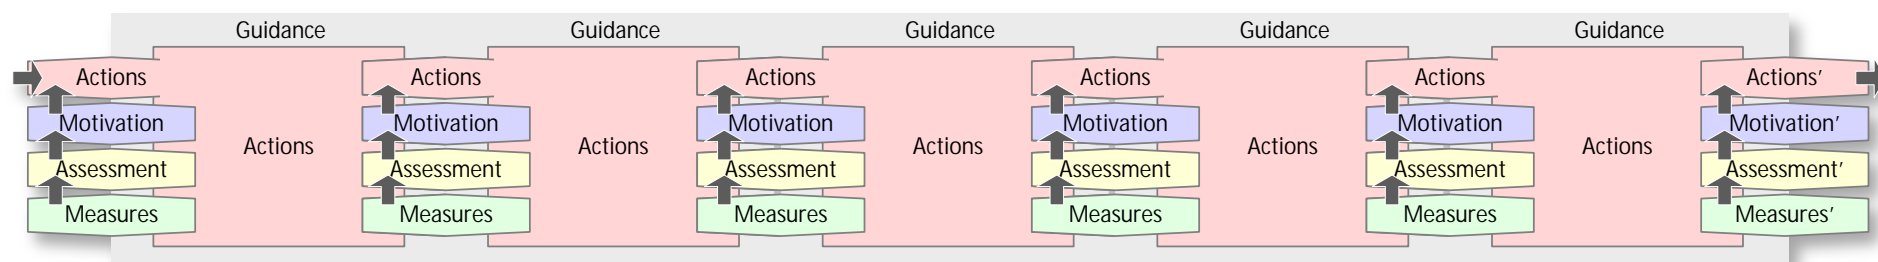 Guidance Guidance Guidance Guidance Guidance
Actions Actions Actions Actions Actions Actions’
Motivation Motivation Motivation Motivation Motivation Motivation’
Actions Actions Actions Actions Actions
Assessment Assessment Assessment Assessment Assessment Assessment’
Measures Measures Measures Measures Measures Measures’